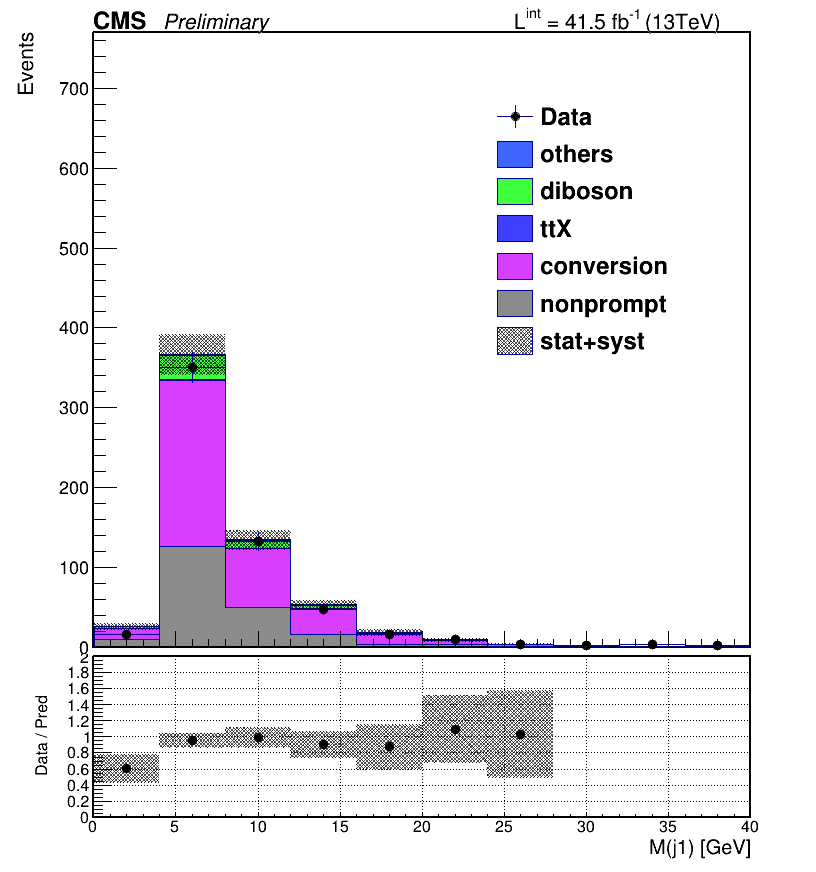 CMS Preliminary L^int = 41.5 fb^-1 (13TeV)
Events
700
600
500
400
300
200
100
0
Data
others
diboson
ttX
conversion
nonprompt
stat+syst
Data / Pred
2
1.8
1.6
1.4
1.2
1
0.8
0.6
0.4
0.2
0
0 5 10 15 20 25 30 35 40
M(j1) [GeV]